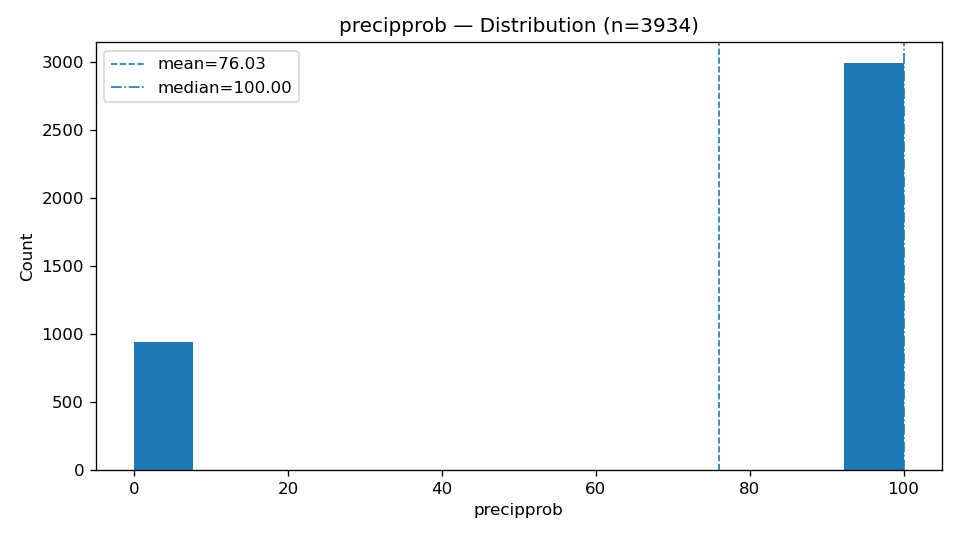 precipprob — Distribution (n=3934)
mean=76.03
median=100.00
Count
3000
2500
2000
1500
1000
500
0
0 20 40 60 80 100
precipprob